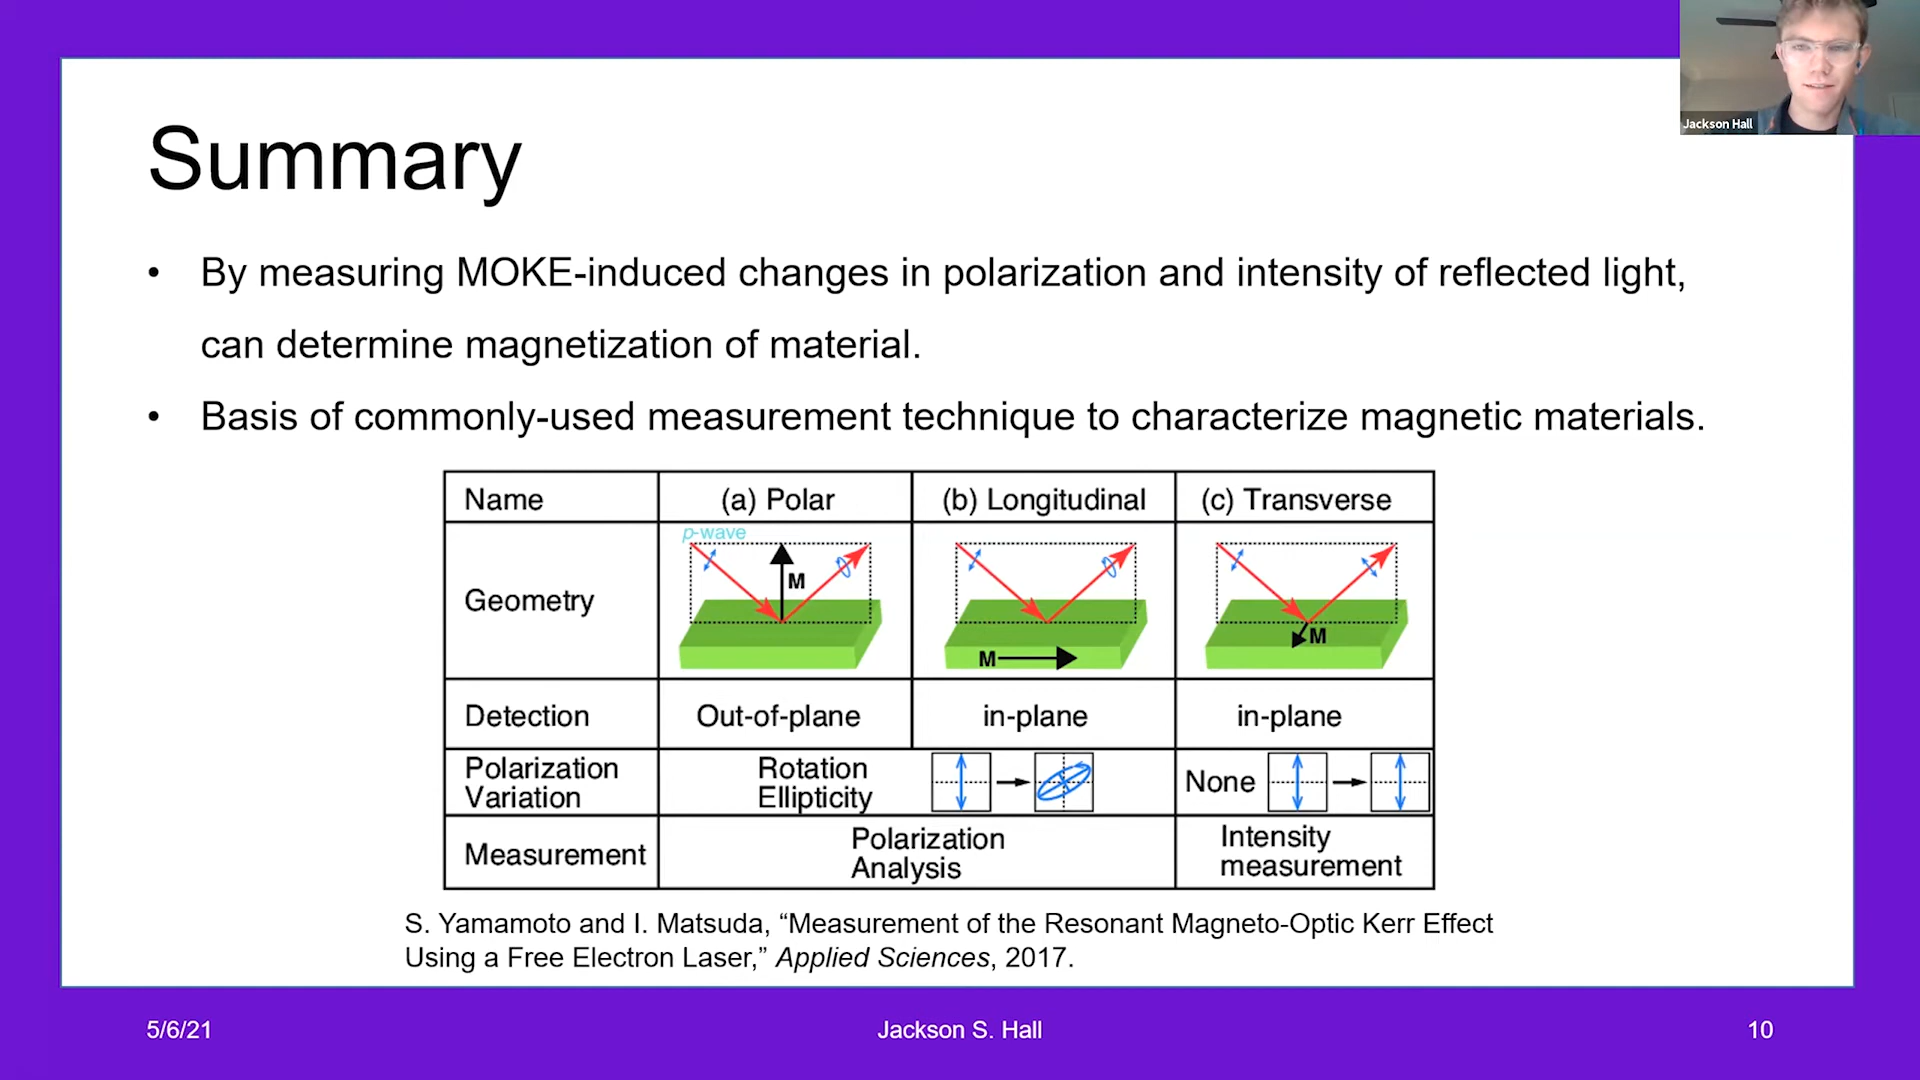 Jackson Hall
Summary
• By measuring MOKE-induced changes in polarization and intensity of reflected light,
can determine magnetization of material.
• Basis of commonly-used measurement technique to characterize magnetic materials.
Name (a) Polar (b) Longitudinal (c) Transverse
p-wave
Geometry
M
M
M
Detection Out-of-plane in-plane in-plane
Polarization
Variation
Rotation
Ellipticity
None
Measurement
Polarization
Analysis
Intensity
measurement
S. Yamamoto and I. Matsuda, “Measurement of the Resonant Magneto-Optic Kerr Effect
Using a Free Electron Laser,” Applied Sciences, 2017.
5/6/21 Jackson S. Hall 10